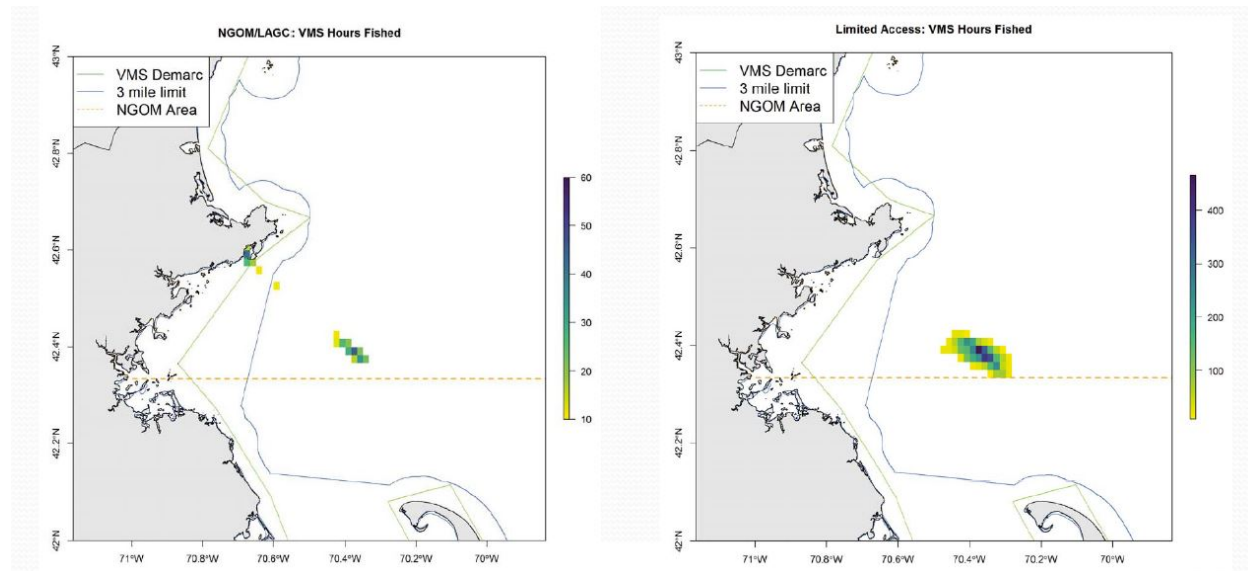 NGOM/LAGC: VMS Hours Fished
VMS Demarc
3 mile limit
NGOM Area
43°N
42.8°N
42.6°N
42.4°N
42.2°N
42°N
71°W
70.8°W
70.6°W
70.4°W
70.2°W
70°W
60
50
40
30
20
10
Limited Access: VMS Hours Fished
VMS Demarc
3 mile limit
NGOM Area
43°N
42.8°N
42.6°N
42.4°N
42.2°N
42°N
71°W
70.8°W
70.6°W
70.4°W
70.2°W
70°W
400
300
200
100